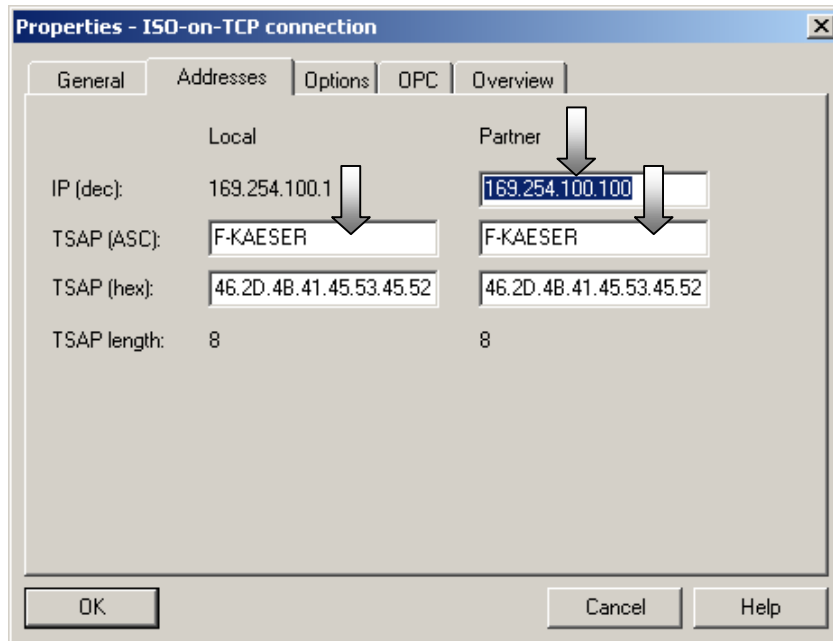 Properties - ISO-on-TCP connection
General Addresses Options OPC Overview
Local Partner
IP (dec): 169.254.100.1 169.254.100.100
TSAP (ASC): F-KAESER F-KAESER
TSAP (hex): 46.2D.4B.41.45.53.45.52 46.2D.4B.41.45.53.45.52
TSAP length: 8 8
OK Cancel Help